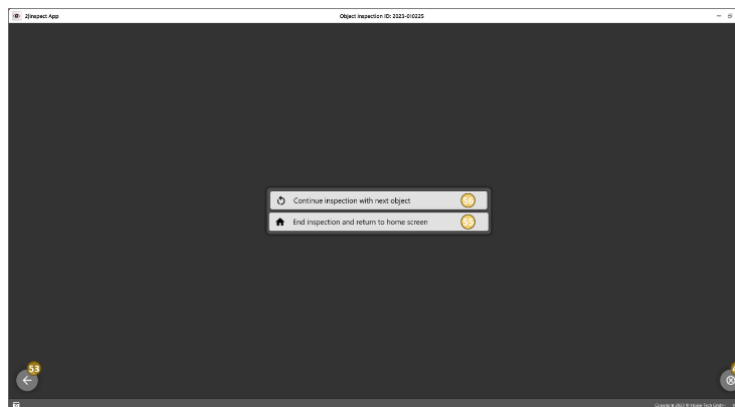 2|Inspect App
Object Inspection ID: 2023-010225
Continue inspection with next object
End inspection and return to home screen
53